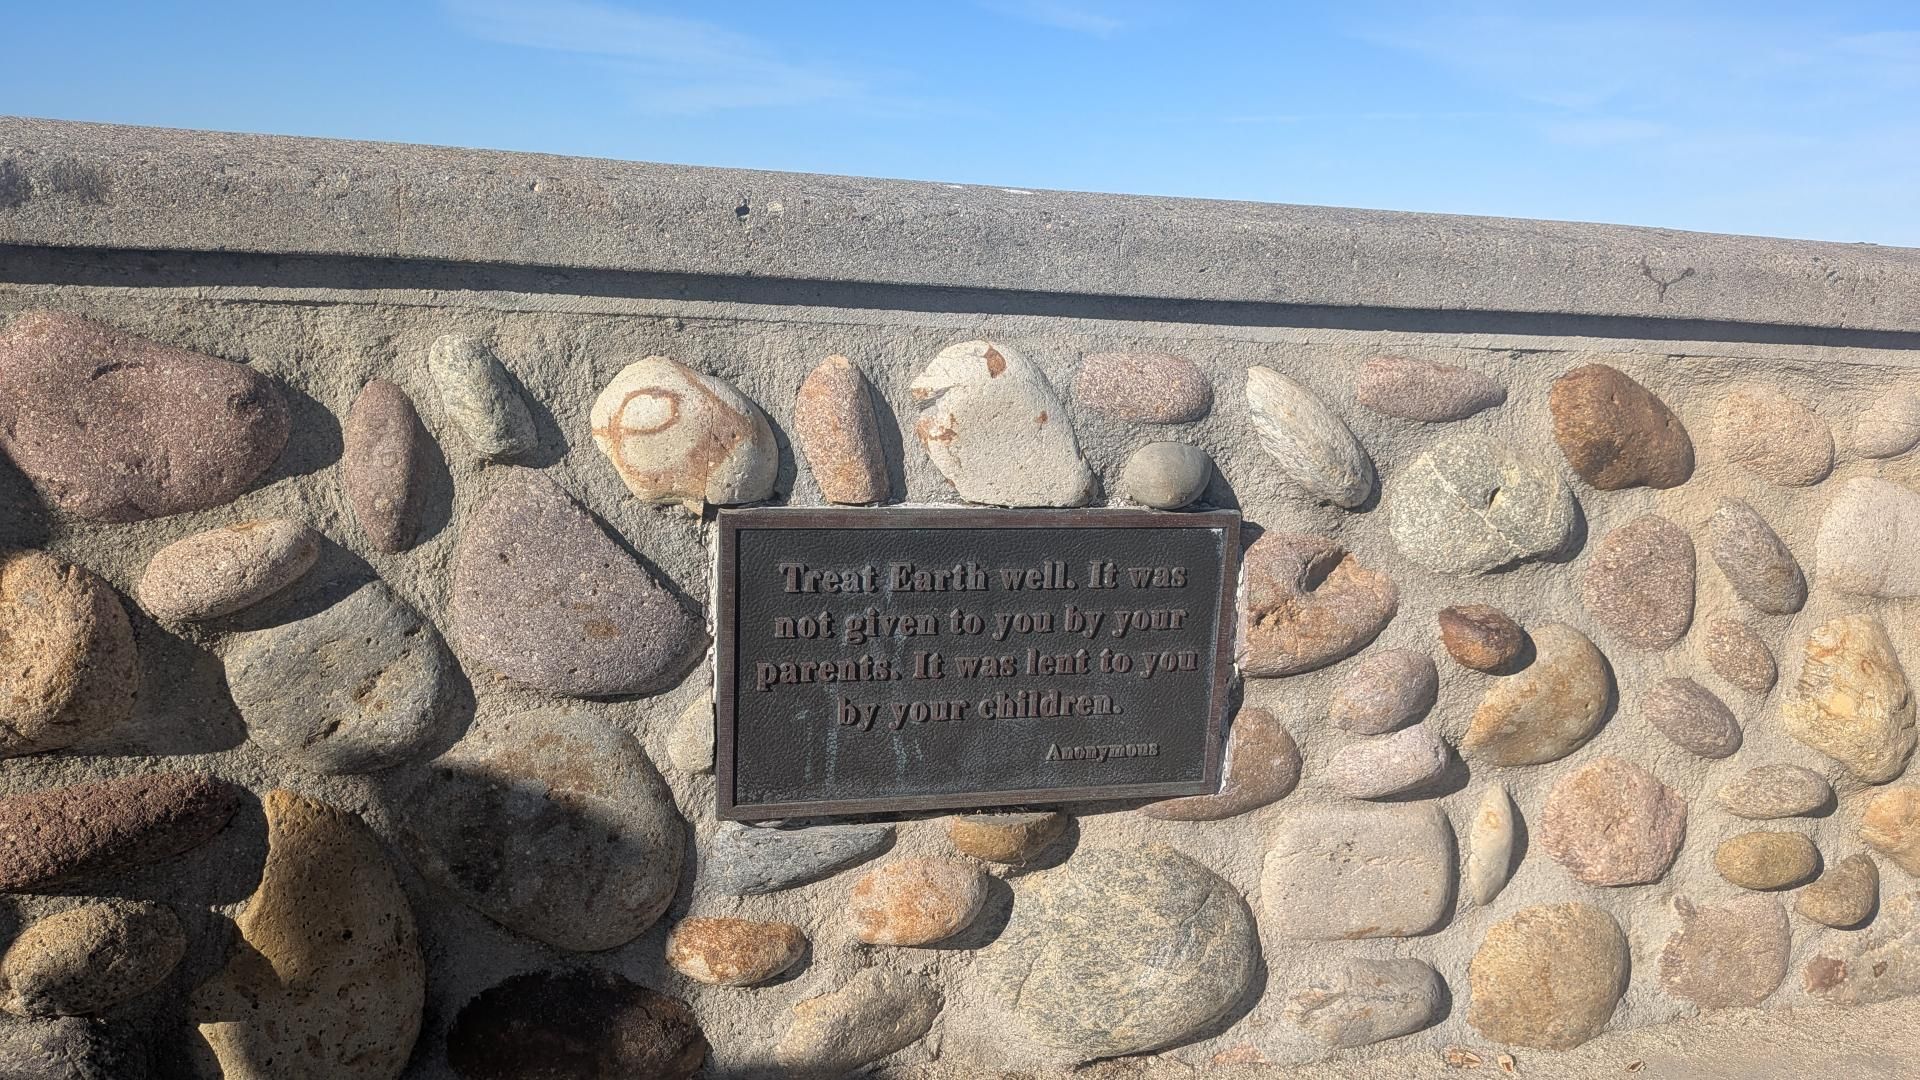 Treat Earth well. It was
not given to you by your
parents. It was lent to you
by your children.
Anonymous